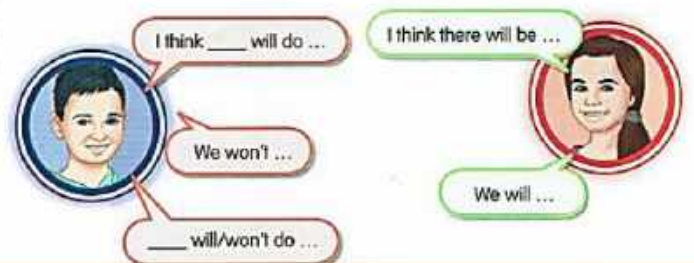 I think ____ will do ...
I think there will be ...
We won't ...
We will ...
____ will/won't do ...